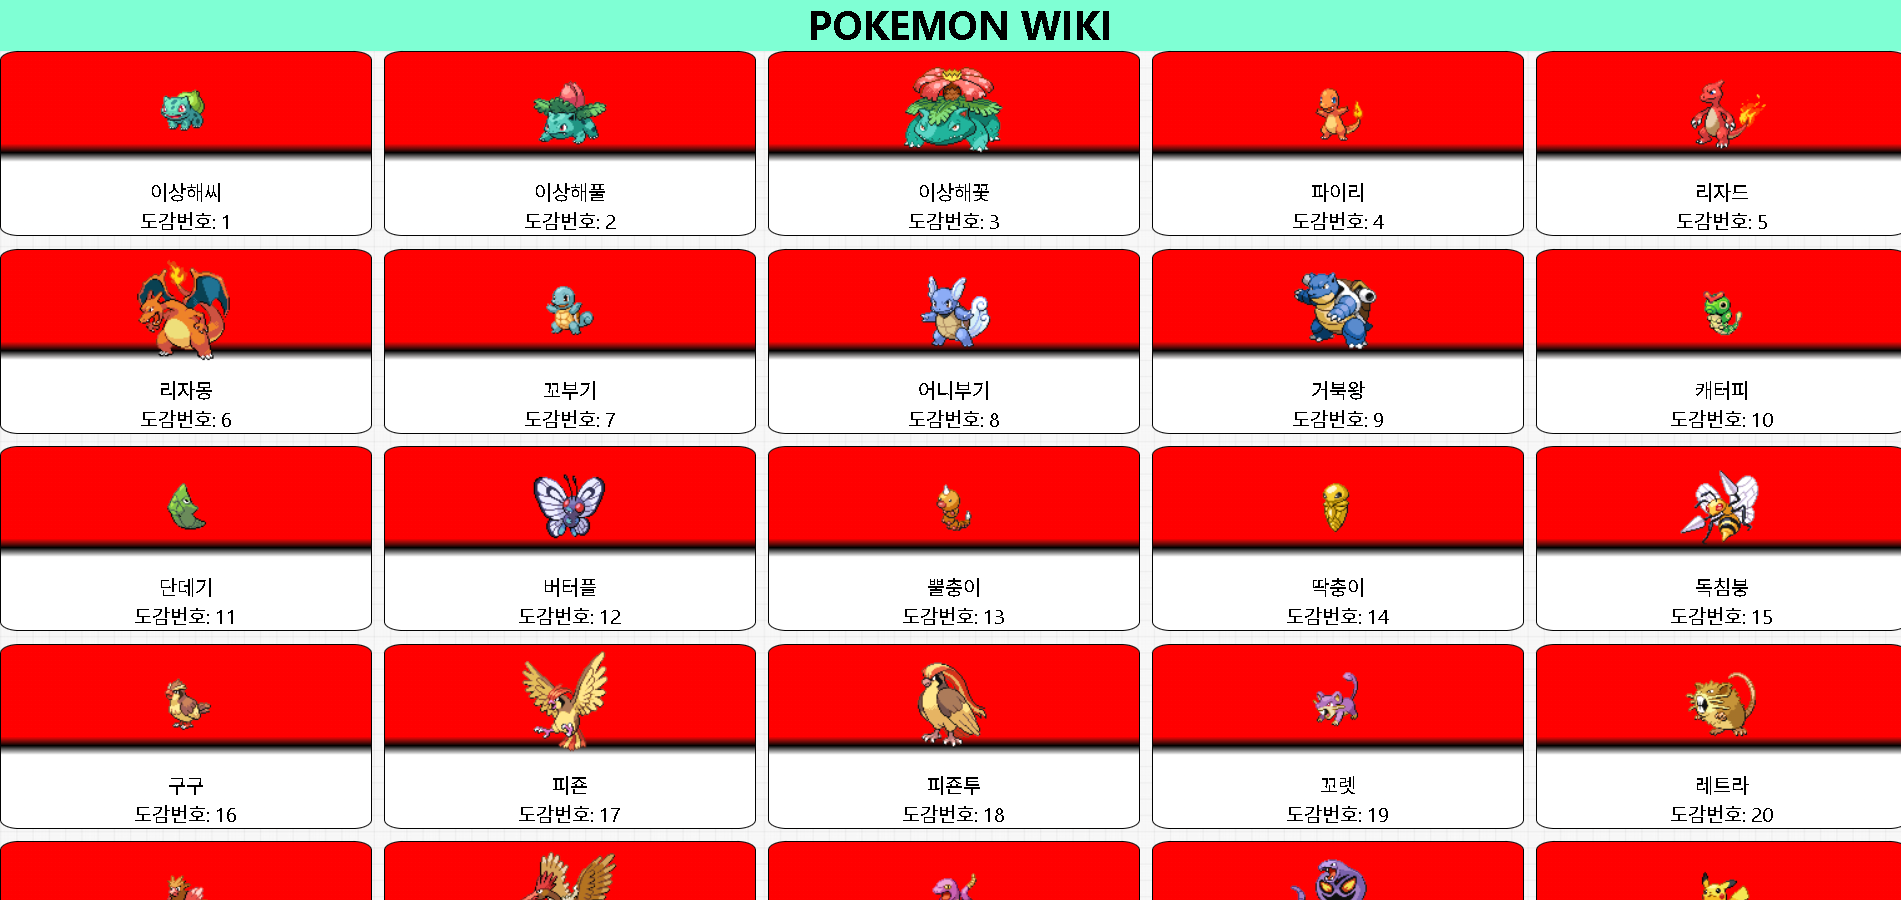 POKEMON WIKI
이상해씨
도감번호: 1
이상해풀
도감번호: 2
이상해꽃
도감번호: 3
파이리
도감번호: 4
리자드
도감번호: 5
리자몽
도감번호: 6
꼬부기
도감번호: 7
어니부기
도감번호: 8
거북왕
도감번호: 9
캐터피
도감번호: 10
단데기
도감번호: 11
버터플
도감번호: 12
뿔충이
도감번호: 13
딱충이
도감번호: 14
독침붕
도감번호: 15
구구
도감번호: 16
피죤
도감번호: 17
피죤투
도감번호: 18
꼬렛
도감번호: 19
레트라
도감번호: 20